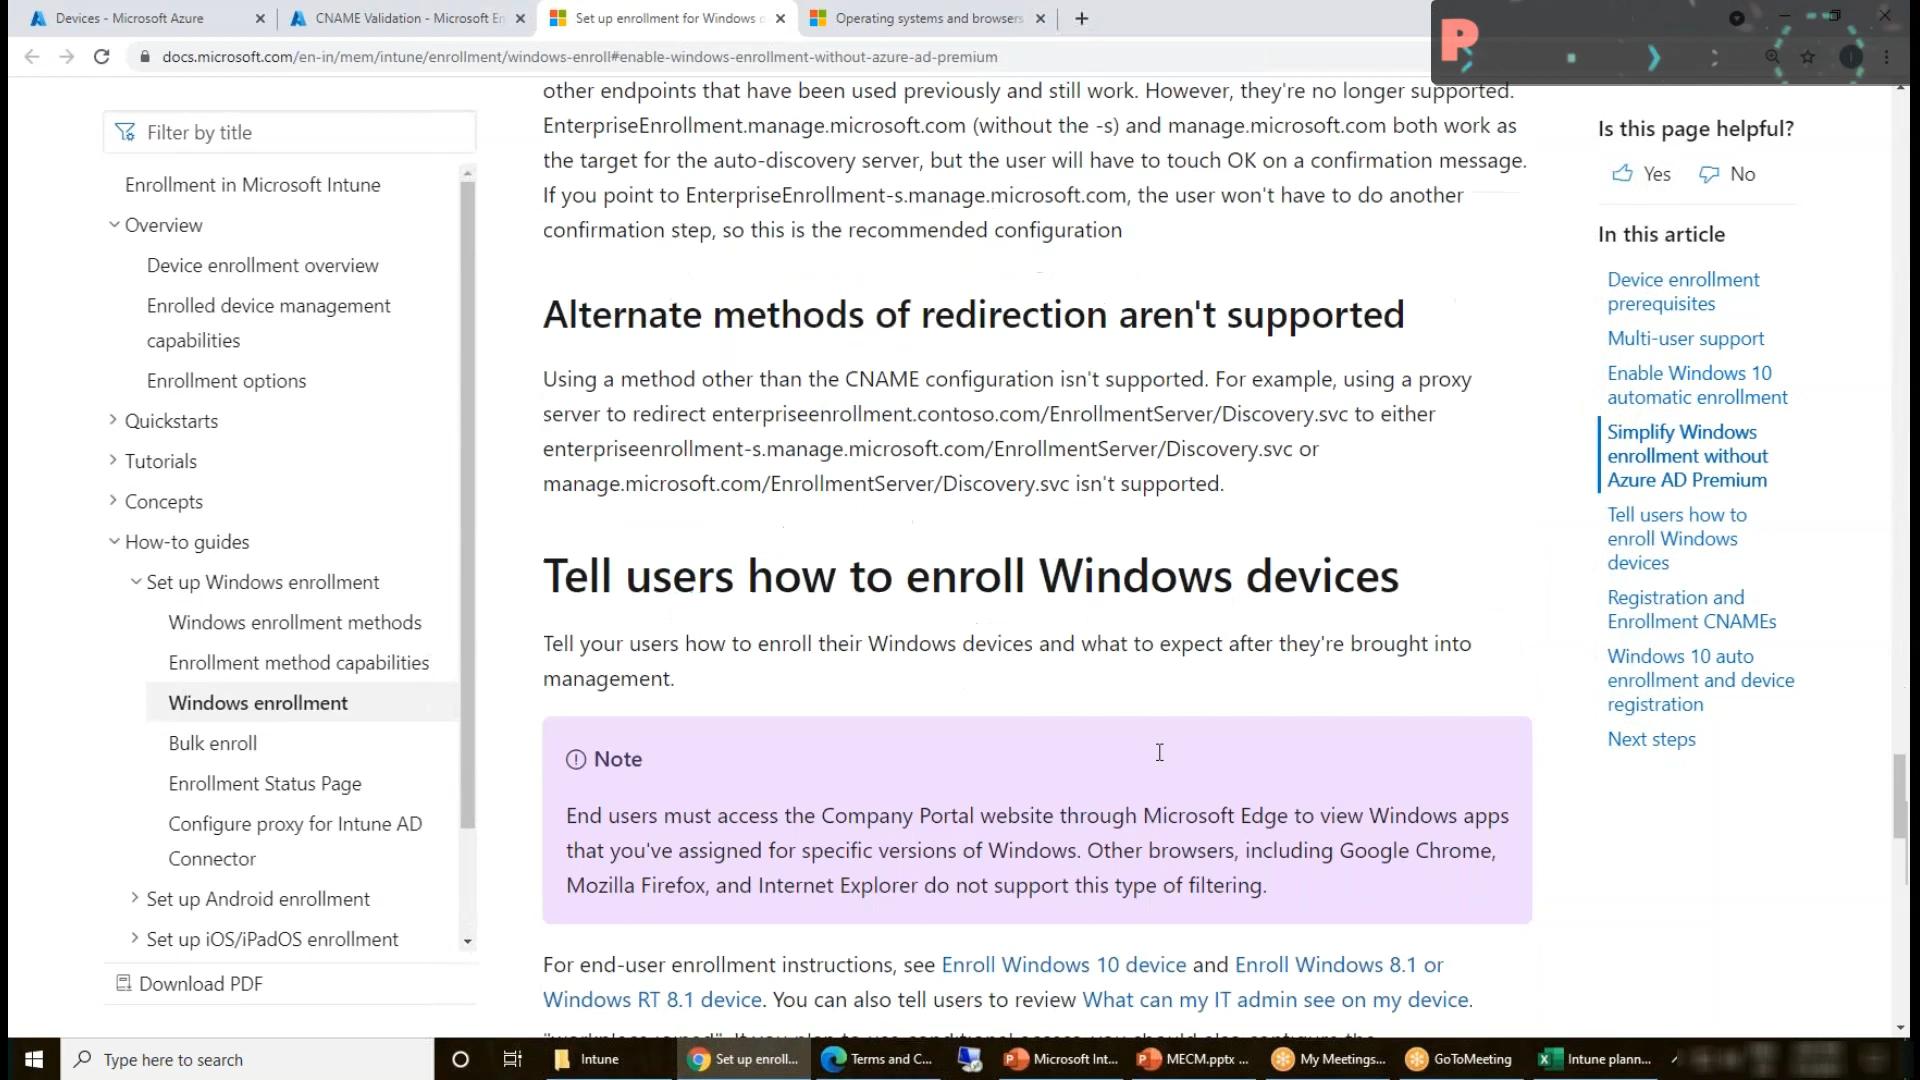 Devices - Microsoft Azure
CNAME Validation - Microsoft En
Set up enrollment for Windows d
Operating systems and browsers
docs.microsoft.com/en-in/mem/intune/enrollment/windows-enroll#enable-windows-enrollment-without-azure-ad-premium
P
Filter by title
Enrollment in Microsoft Intune
Overview
Device enrollment overview
Enrolled device management
capabilities
Enrollment options
Quickstarts
Tutorials
Concepts
How-to guides
Set up Windows enrollment
Windows enrollment methods
Enrollment method capabilities
Windows enrollment
Bulk enroll
Enrollment Status Page
Configure proxy for Intune AD
Connector
Set up Android enrollment
Set up iOS/iPadOS enrollment
Download PDF
other endpoints that have been used previously and still work. However, they're no longer supported.
EnterpriseEnrollment.manage.microsoft.com (without the -s) and manage.microsoft.com both work as
the target for the auto-discovery server, but the user will have to touch OK on a confirmation message.
If you point to EnterpriseEnrollment-s.manage.microsoft.com, the user won't have to do another
confirmation step, so this is the recommended configuration
Alternate methods of redirection aren't supported
Using a method other than the CNAME configuration isn't supported. For example, using a proxy
server to redirect enterpriseenrollment.contoso.com/EnrollmentServer/Discovery.svc to either
enterpriseenrollment-s.manage.microsoft.com/EnrollmentServer/Discovery.svc or
manage.microsoft.com/EnrollmentServer/Discovery.svc isn't supported.
Tell users how to enroll Windows devices
Tell your users how to enroll their Windows devices and what to expect after they're brought into
management.
Note
End users must access the Company Portal website through Microsoft Edge to view Windows apps
that you've assigned for specific versions of Windows. Other browsers, including Google Chrome,
Mozilla Firefox, and Internet Explorer do not support this type of filtering.
For end-user enrollment instructions, see Enroll Windows 10 device and Enroll Windows 8.1 or
Windows RT 8.1 device. You can also tell users to review What can my IT admin see on my device.
Is this page helpful?
Yes No
In this article
Device enrollment
prerequisites
Multi-user support
Enable Windows 10
automatic enrollment
Simplify Windows
enrollment without
Azure AD Premium
Tell users how to
enroll Windows
devices
Registration and
Enrollment CNAMEs
Windows 10 auto
enrollment and device
registration
Next steps
Type here to search
Intune
Set up enroll...
Terms and C...
Microsoft Int...
MECM.pptx ...
My Meetings...
GoToMeeting
Intune plann...